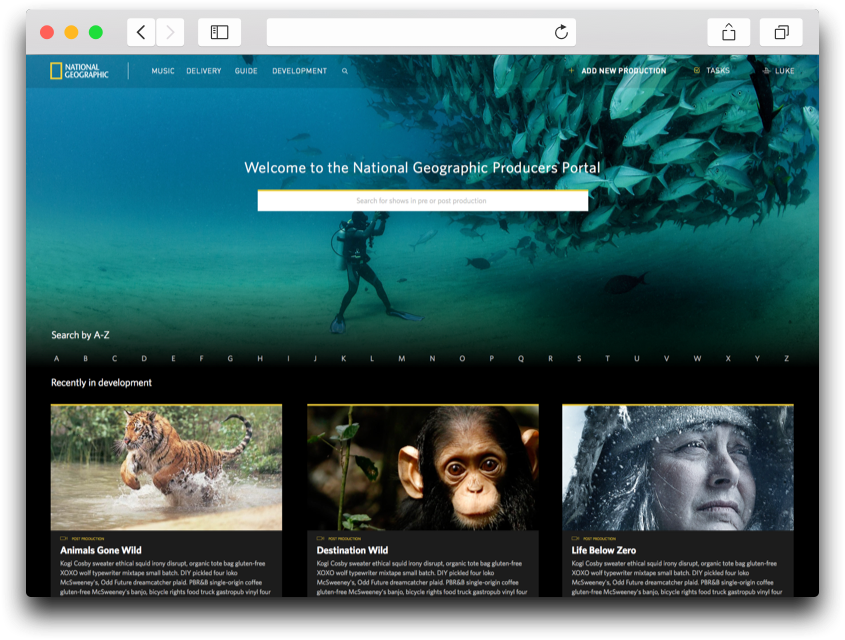 NATIONAL
GEOGRAPHIC
MUSIC DELIVERY GUIDE DEVELOPMENT
ADD NEW PRODUCTION TASKS LUKE
Welcome to the National Geographic Producers Portal
Search for shows in pre or post production
Search by A-Z
A B C D E F G H I J K L M N O P Q R S T U V W X Y Z
Recently in development
POST PRODUCTION
Animals Gone Wild
Kogi Cosby sweater ethical squid irony disrupt, organic tote bag gluten-free
XOXO wolf typewriter mixtape small batch. DIY pickled four loko
McSweeney's, Odd Future dreamcatcher plaid. PBR&B single-origin coffee
gluten-free McSweeney's banjo, bicycle rights food truck gastropub vinyl four
POST PRODUCTION
Destination Wild
Kogi Cosby sweater ethical squid irony disrupt, organic tote bag gluten-free
XOXO wolf typewriter mixtape small batch. DIY pickled four loko
McSweeney's, Odd Future dreamcatcher plaid. PBR&B single-origin coffee
gluten-free McSweeney's banjo, bicycle rights food truck gastropub vinyl four
POST PRODUCTION
Life Below Zero
Kogi Cosby sweater ethical squid irony disrupt, organic tote bag gluten-free
XOXO wolf typewriter mixtape small batch. DIY pickled four loko
McSweeney's, Odd Future dreamcatcher plaid. PBR&B single-origin coffee
gluten-free McSweeney's banjo, bicycle rights food truck gastropub vinyl four